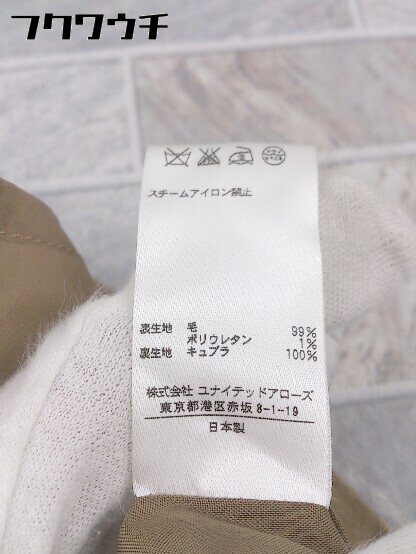 フクワウチ
スチームアイロン禁止
表生地 毛 99%
ポリウレタン 1%
裏生地 キュプラ 100%
株式会社 ユナイテッドアローズ
東京都港区赤坂8-1-19
日本製